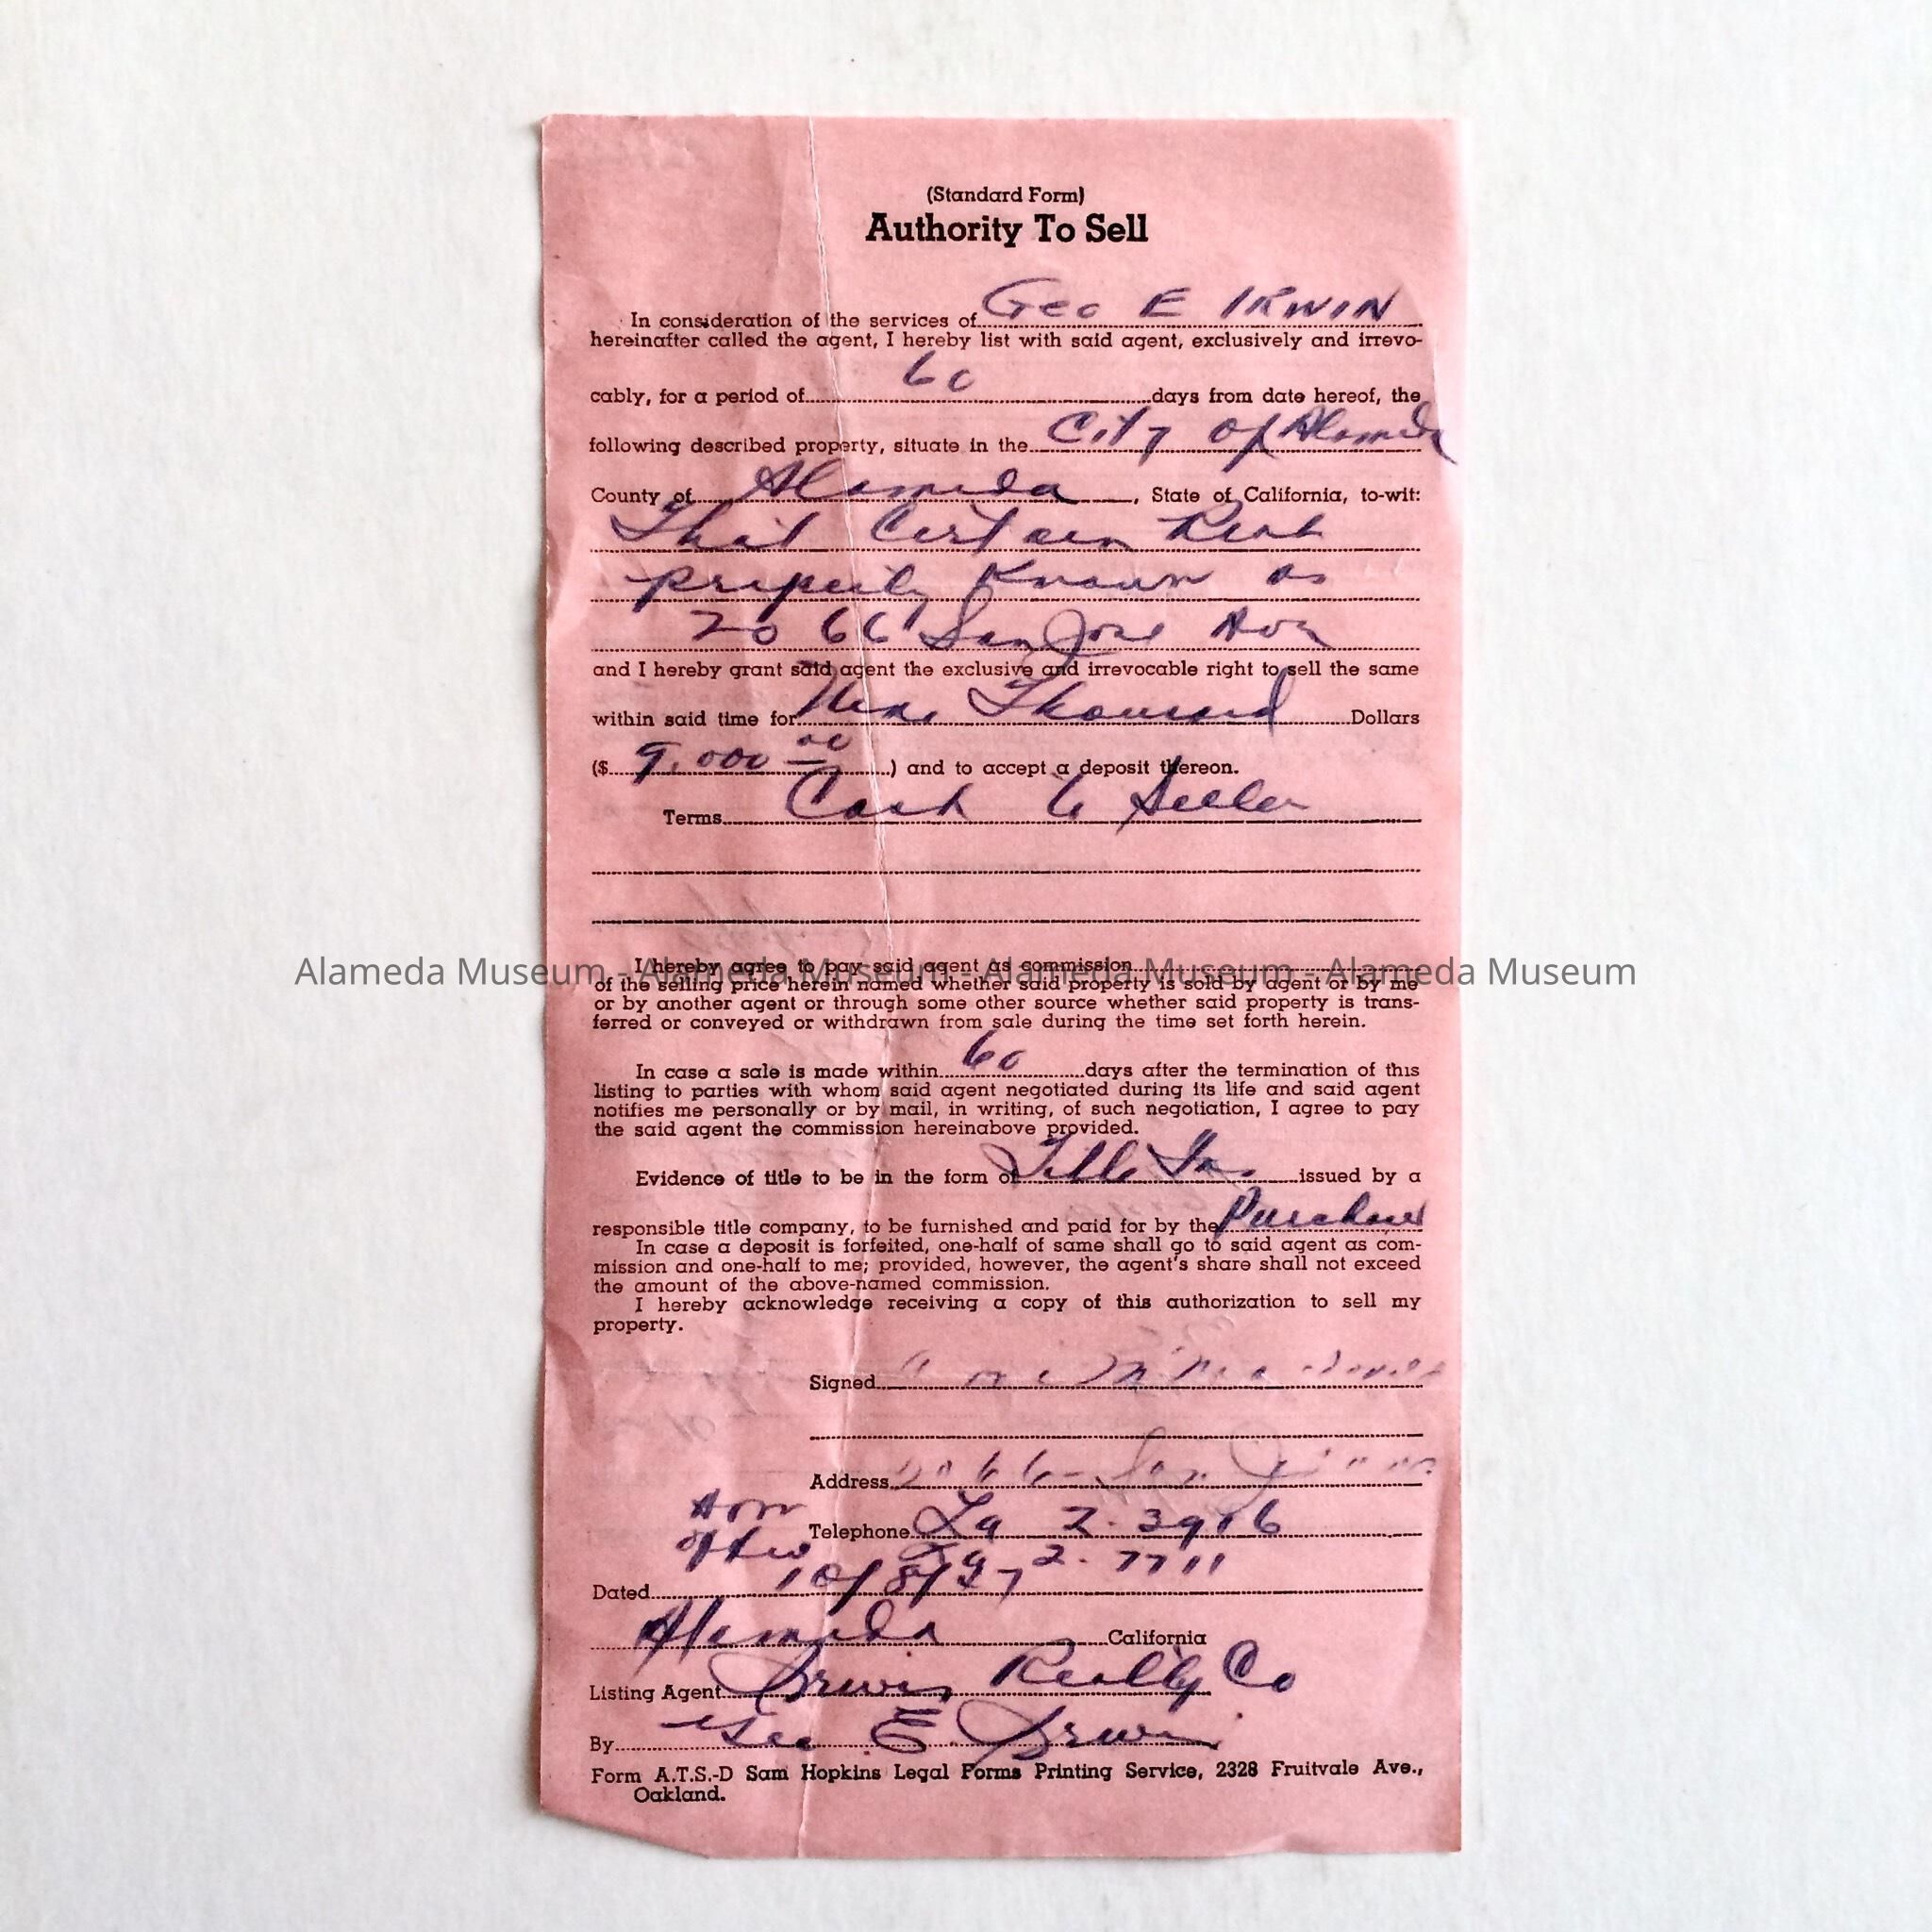 (Standard Form)
Authority To Sell
In consideration of the services of Geo E IRWIN
hereinafter called the agent, I hereby list with said agent, exclusively and irrevo-
cably, for a period of 60 days from date hereof, the
following described property, situate in the City of Alameda
County of Alameda, State of California, to-wit:
That Certain Real
property Known as
2066 San Jose Ave
and I hereby grant said agent the exclusive and irrevocable right to sell the same
within said time for Nine Thousand Dollars
($ 9,000 00) and to accept a deposit thereon.
Terms Cash to Seller
Alameda Museum - Alameda Museum - Alameda Museum - Alameda Museum
I hereby agree to pay said agent as commission
of the selling price herein named whether said property is sold by agent or by me
or by another agent or through some other source whether said property is trans-
ferred or conveyed or withdrawn from sale during the time set forth herein.
In case a sale is made within 60 days after the termination of this
listing to parties with whom said agent negotiated during its life and said agent
notifies me personally or by mail, in writing, of such negotiation, I agree to pay
the said agent the commission hereinabove provided.
Evidence of title to be in the form of Title Ins issued by a
responsible title company, to be furnished and paid for by the Purchaser
In case a deposit is forfeited, one-half of same shall go to said agent as com-
mission and one-half to me; provided, however, the agent's share shall not exceed
the amount of the above-named commission.
I hereby acknowledge receiving a copy of this authorization to sell my
property.
Signed
Address 2066 San
Telephone La 2-3906
La 2-7711
Dated 10/8/
Alameda California
Listing Agent Irwin Realty Co
By Geo E Irwin
Form A.T.S.-D Sam Hopkins Legal Forms Printing Service, 2328 Fruitvale Ave.,
Oakland.